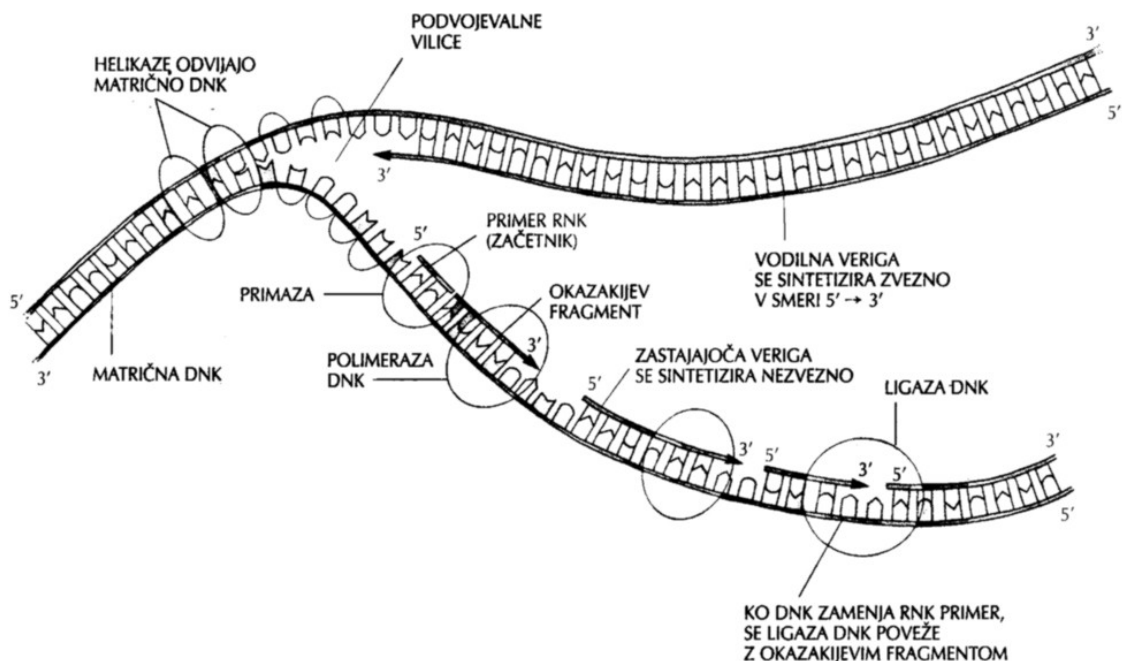 PODVOJEVALNE
VILICE
HELIKAZE ODVIJAJO
MATRIČNO DNK
3'
5'
3'
5'
PRIMER RNK
(ZAČETNIK)
VODILNA VERIGA
SE SINTETIZIRA ZVEZNO
V SMERI 5' → 3'
PRIMAZA
OKAZAKIJEV
FRAGMENT
5'
3'
MATRIČNA DNK
POLIMERAZA
DNK
3'
ZASTAJAJOČA VERIGA
SE SINTETIZIRA NEZVEZNO
5'
LIGAZA DNK
3'
5'
3'
5'
3'
5'
KO DNK ZAMENJA RNK PRIMER,
SE LIGAZA DNK POVEŽE
Z OKAZAKIJEVIM FRAGMENTOM